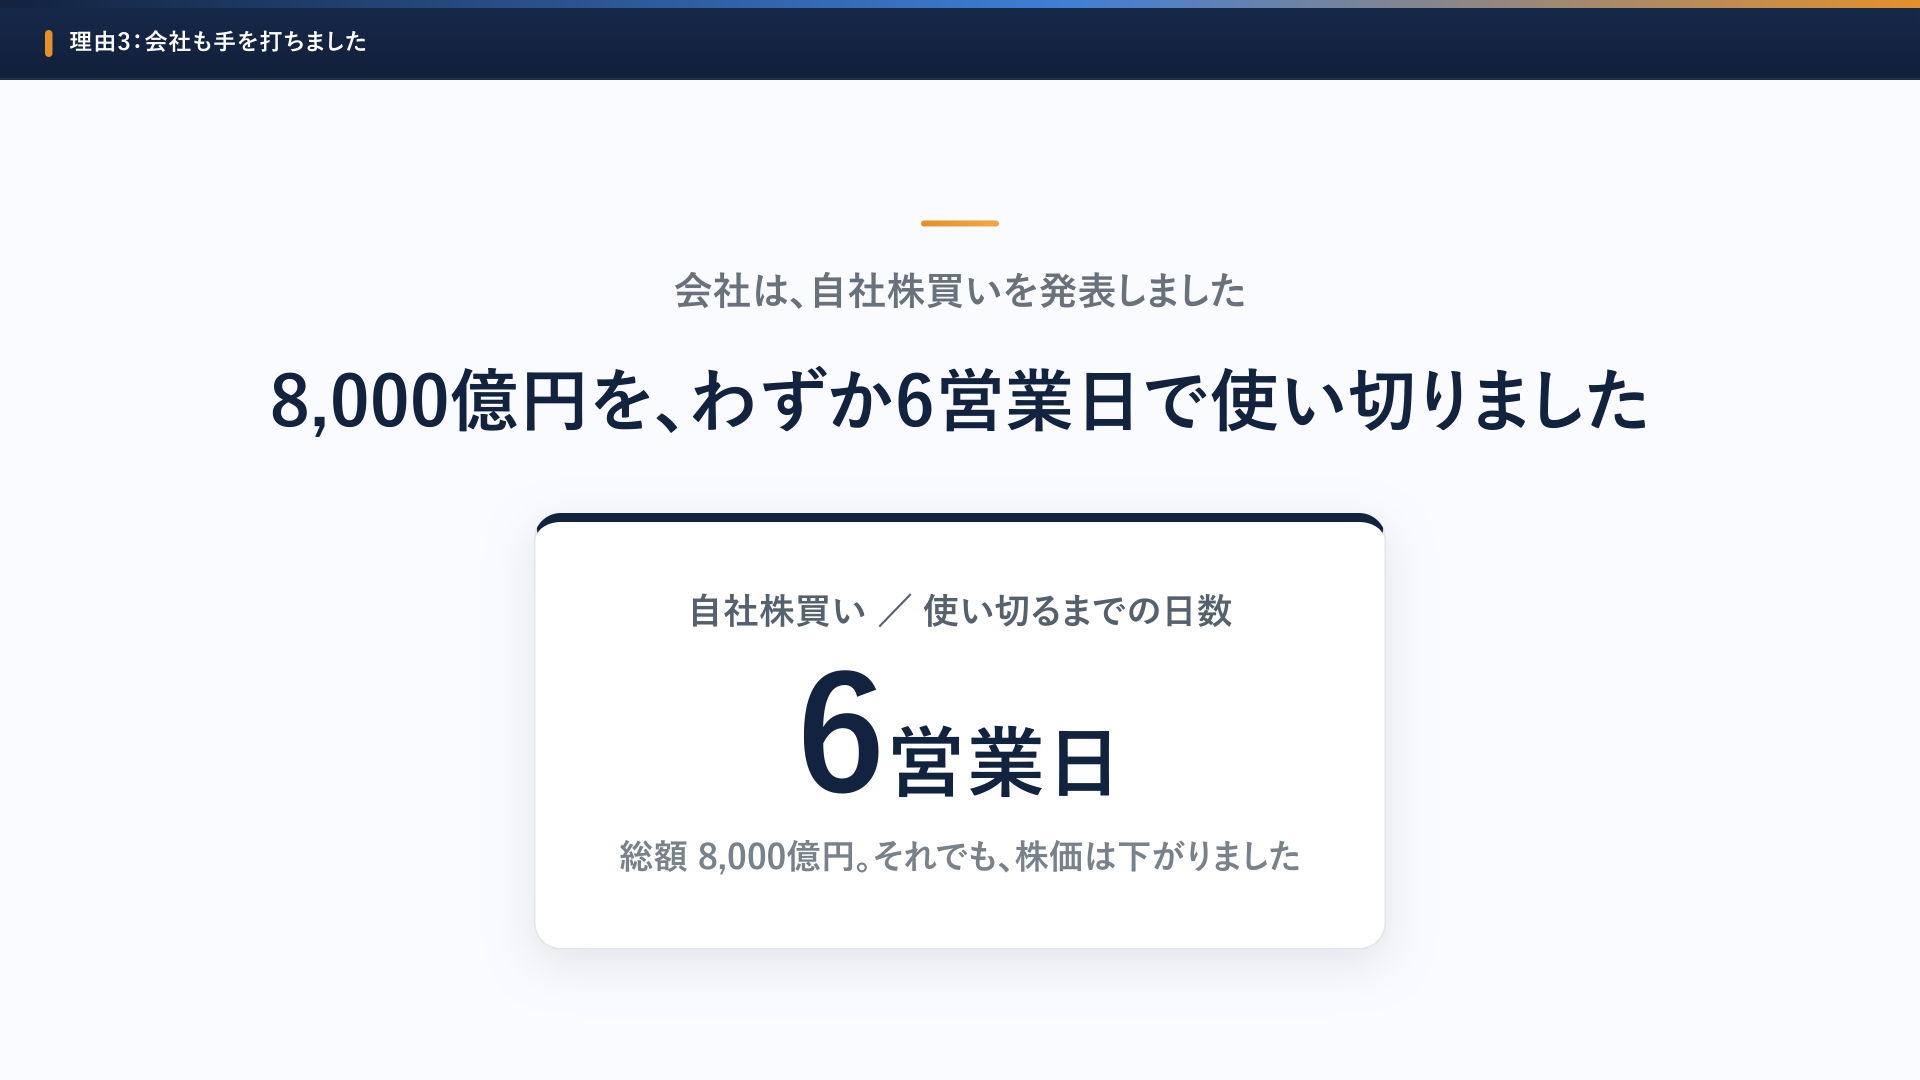 理由3：会社も手を打ちました
会社は、自社株買いを発表しました
8,000億円を、わずか6営業日で使い切りました
自社株買い ／ 使い切るまでの日数
6営業日
総額 8,000億円。それでも、株価は下がりました